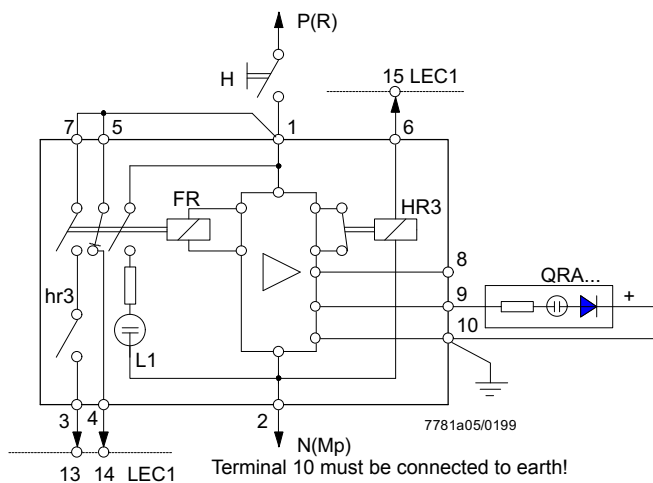 P(R)
H
15 LEC1
7
5
1
6
FR
HR3
8
QRA...
9
+
10
hr3
L1
3
4
2
7781a05/0199
N(Mp)
13
14
LEC1
Terminal 10 must be connected to earth!